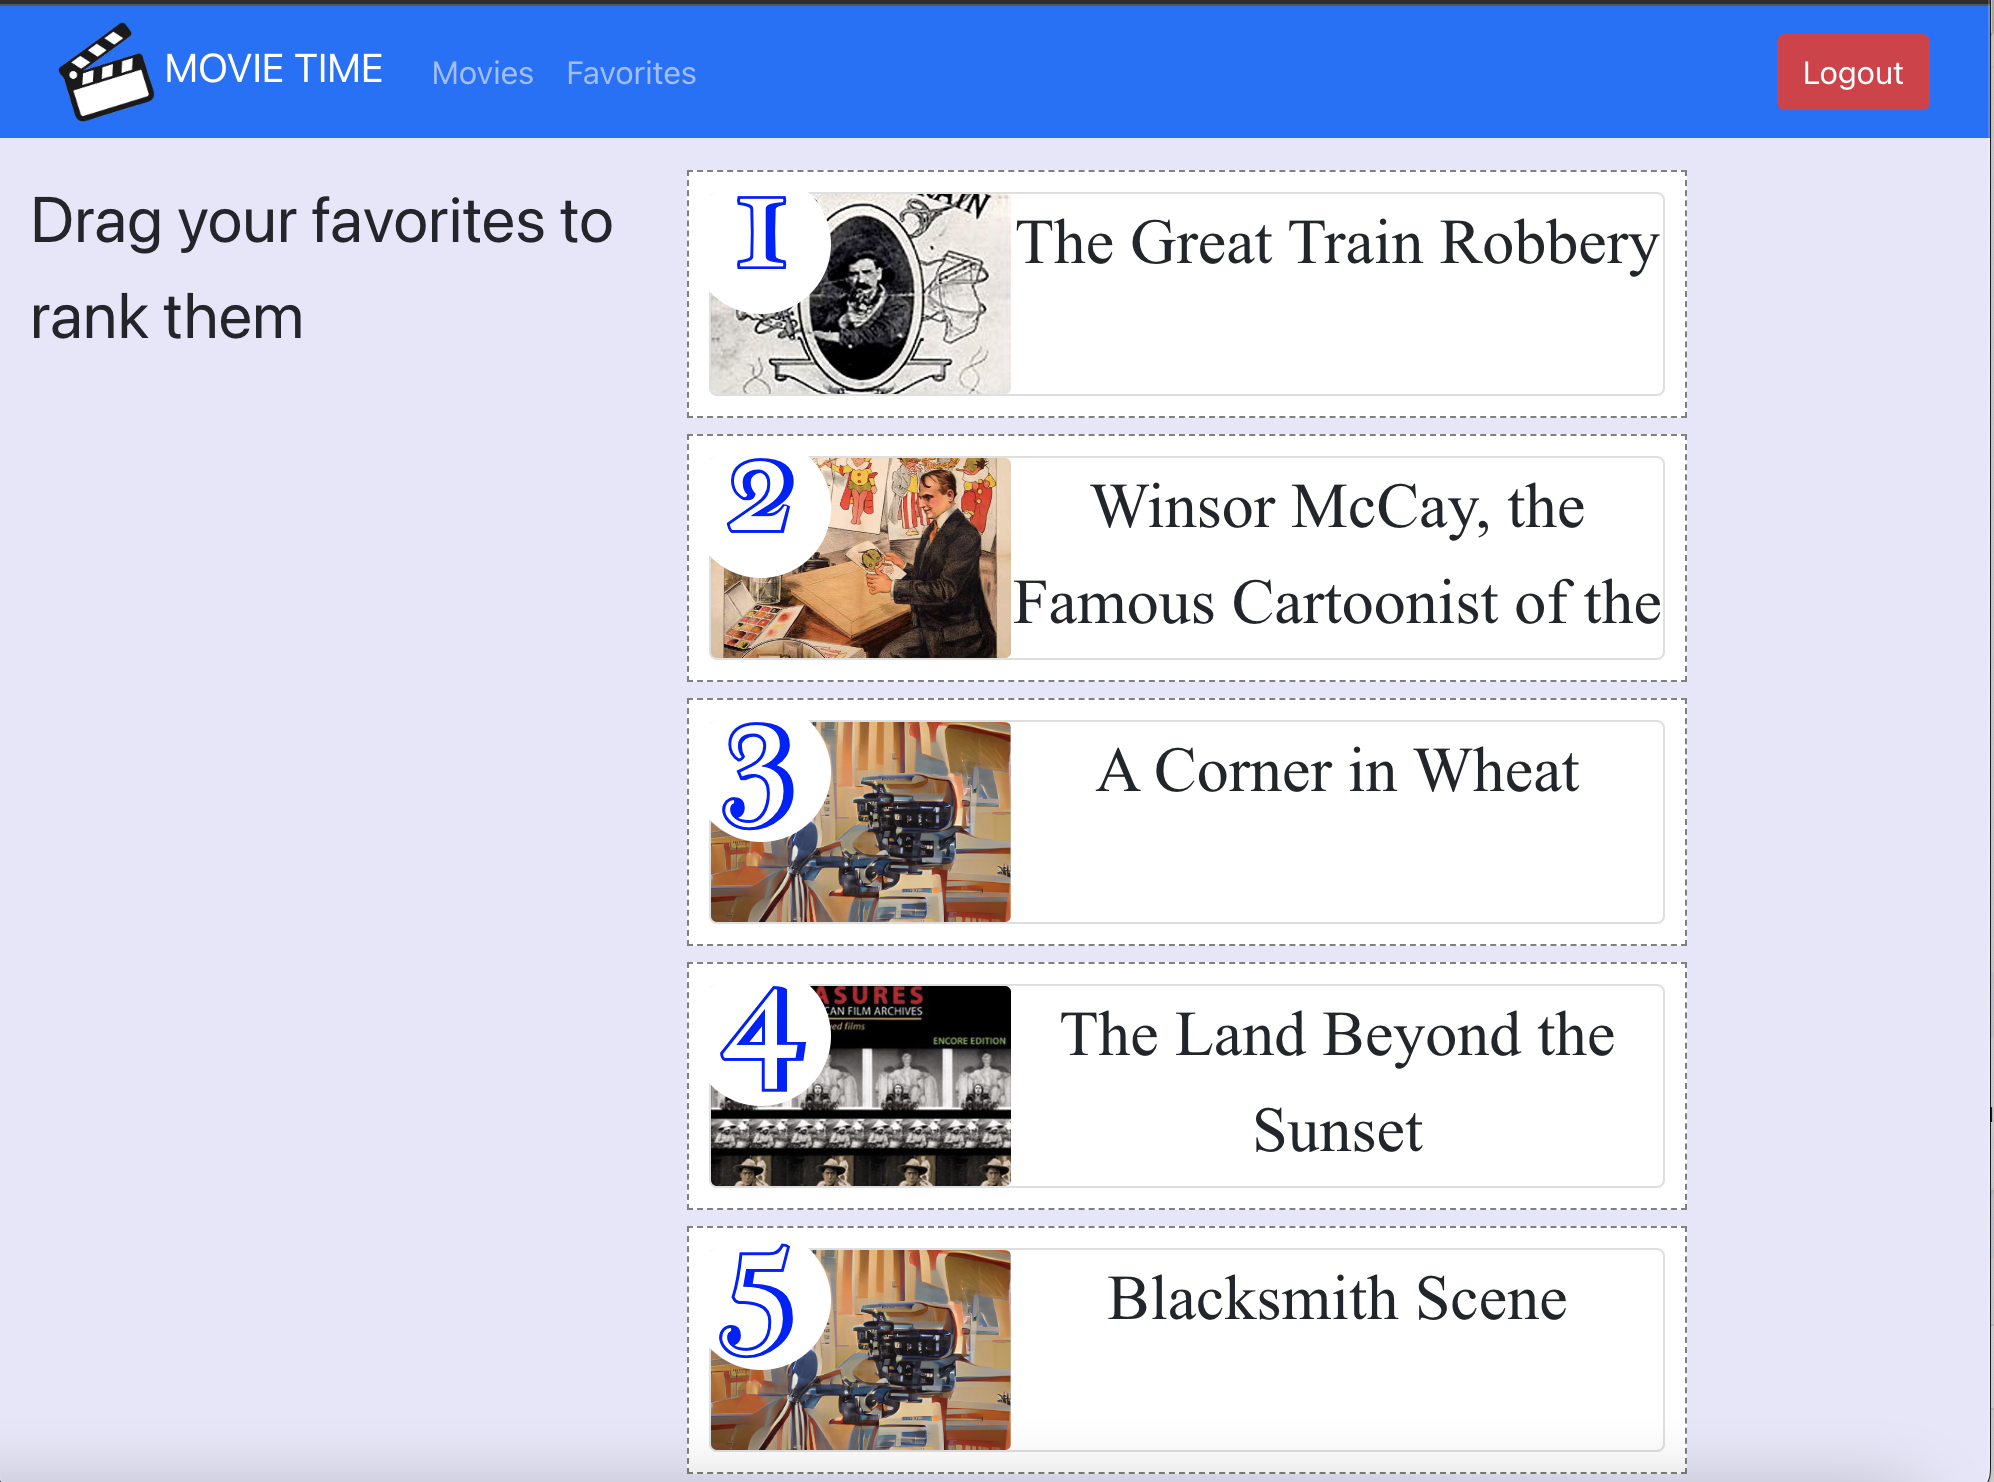 MOVIE TIME
Movies
Favorites
Logout
Drag your favorites to
rank them
1
The Great Train Robbery
2
Winsor McCay, the
Famous Cartoonist of the
3
A Corner in Wheat
4
ASURES
CAN FILM ARCHIVES
ed films
ENCORE EDITION
The Land Beyond the
Sunset
5
Blacksmith Scene